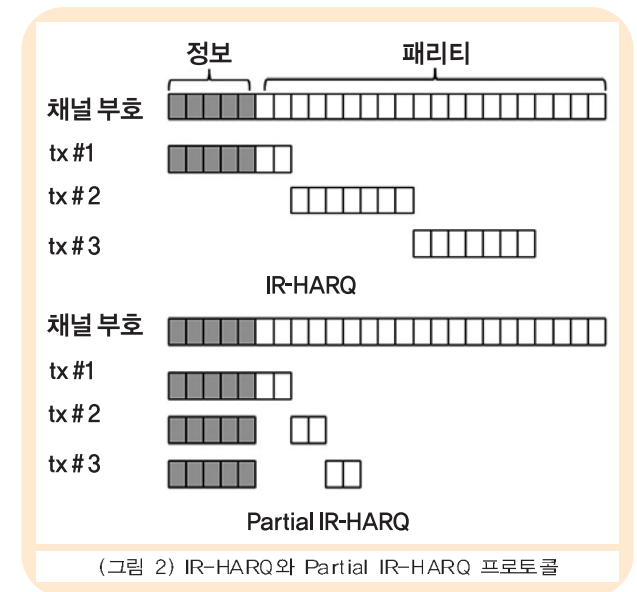 정보 패리티
채널 부호
tx #1
tx # 2
tx # 3
IR-HARQ
채널 부호
tx #1
tx # 2
tx # 3
Partial IR-HARQ
(그림 2) IR-HARQ와 Partial IR-HARQ 프로토콜